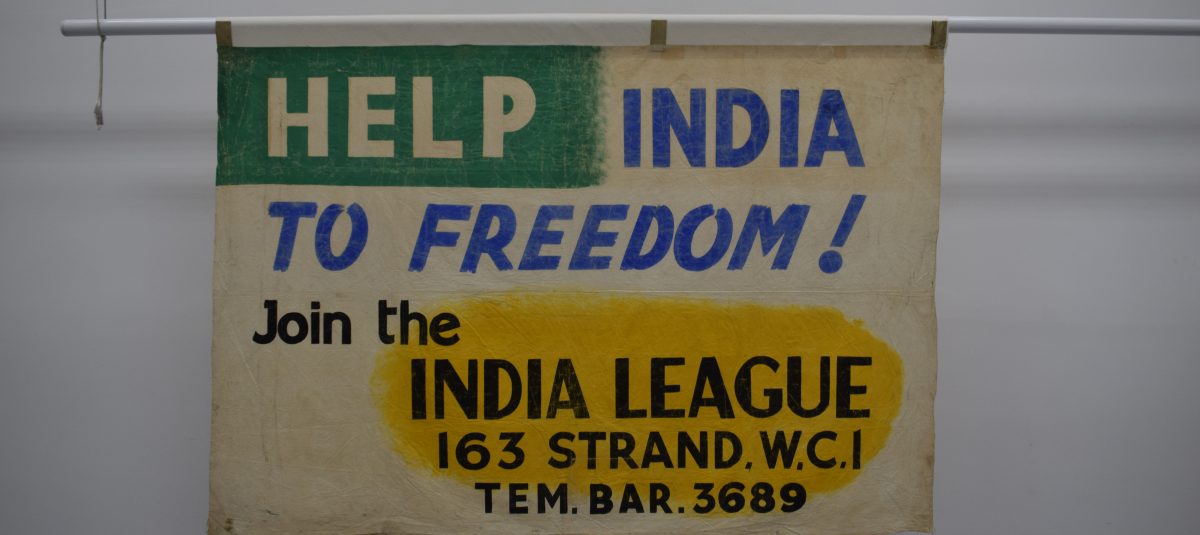 HELP INDIA
TO FREEDOM!
Join the
INDIA LEAGUE
163 STRAND. W.C.1
TEM. BAR. 3689